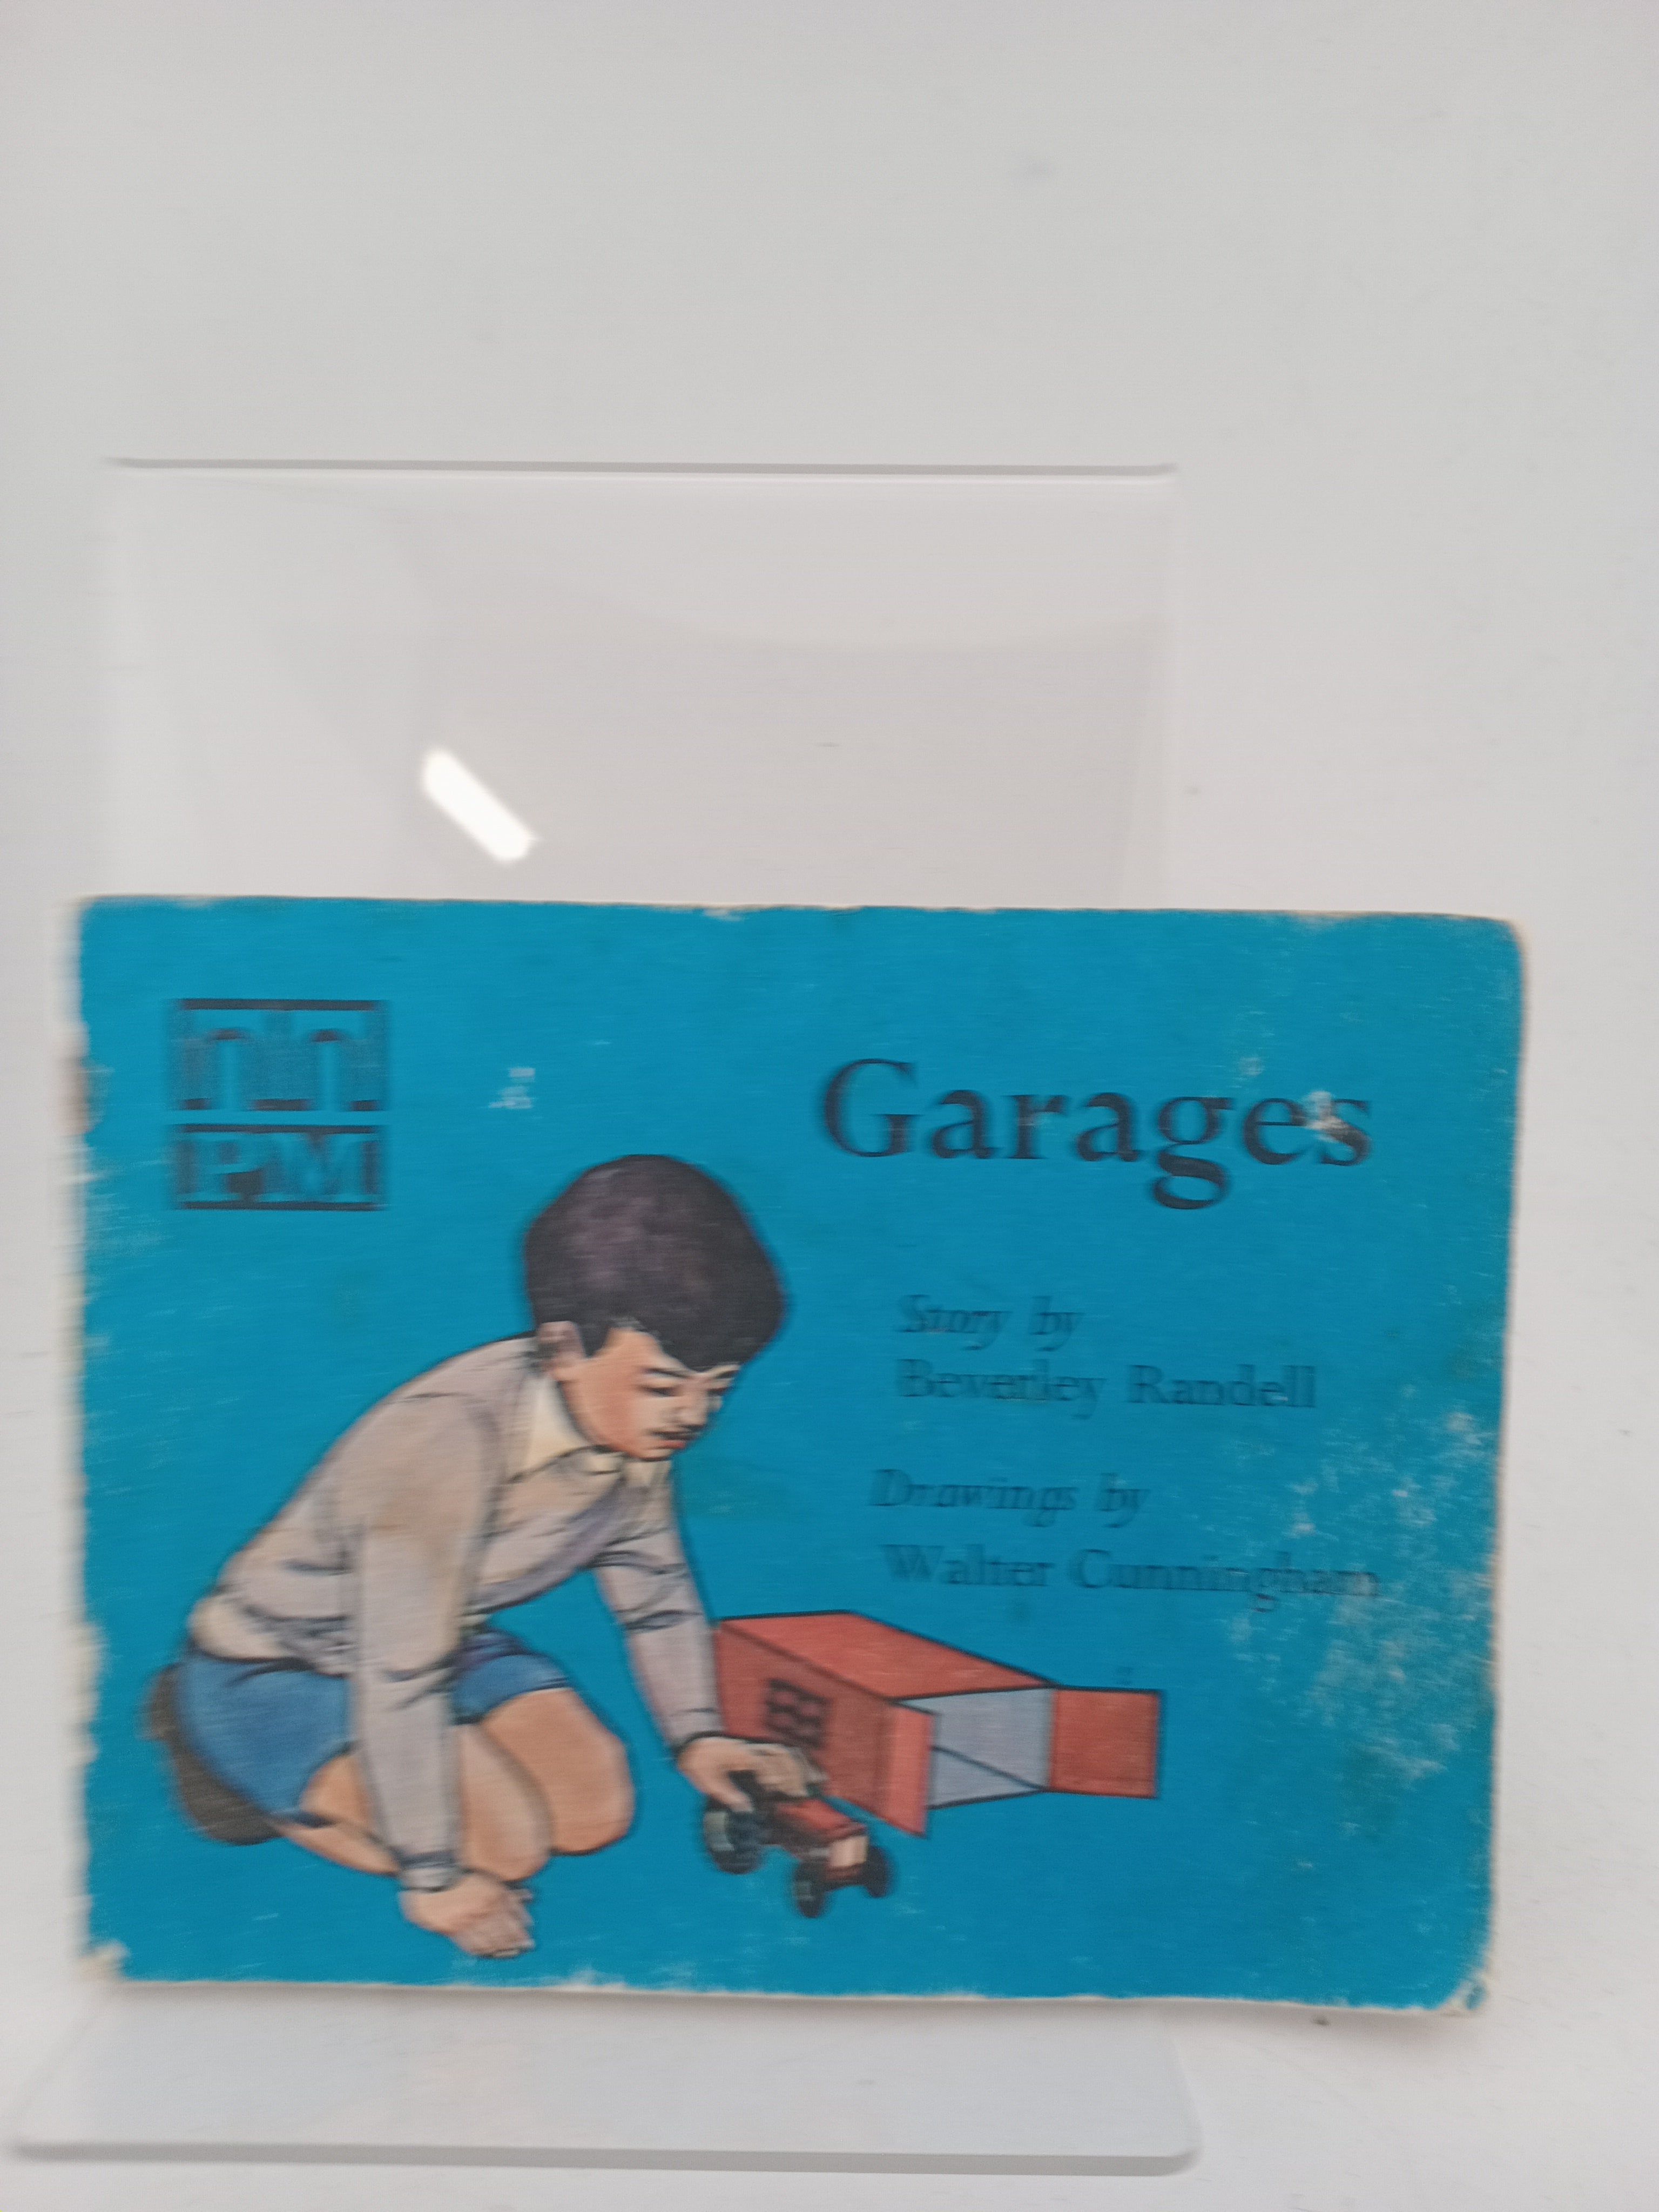 PM
Garages
Story by
Beverley Randell
Drawings by
Walter Cunningham